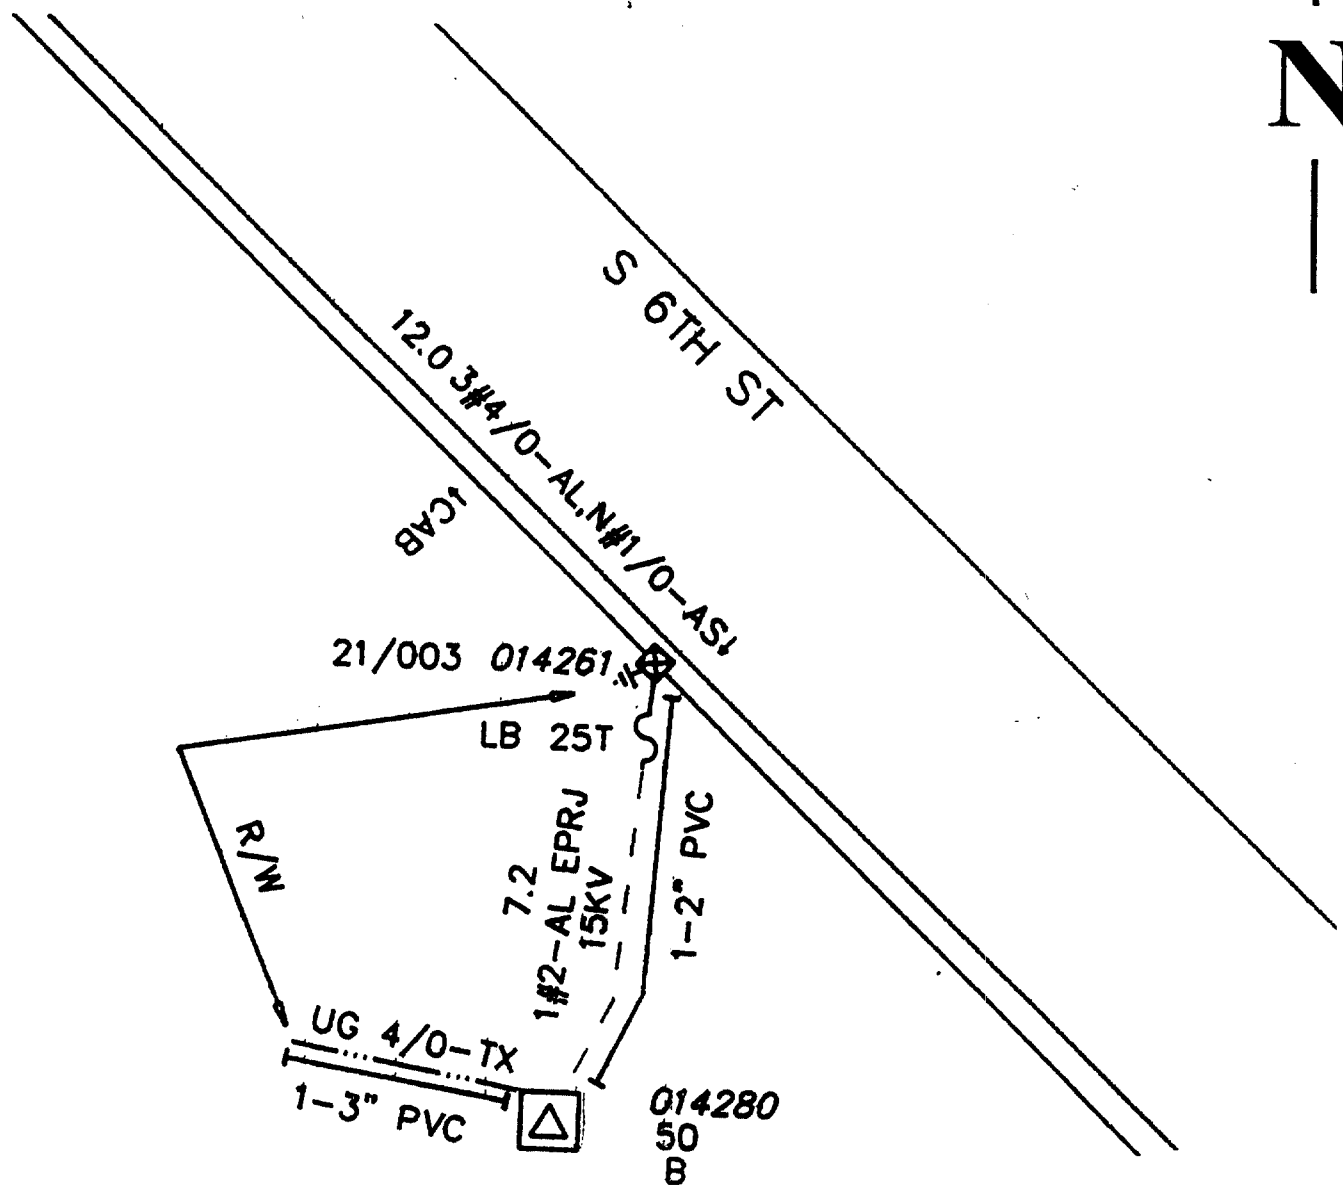 N
S 6TH ST
12.0 3#4/0-AL,N#1/0-AS
CAB
21/003 014261
LB 25T
R/W
7.2
1#2-AL EPRJ
15KV
1-2" PVC
UG 4/0-TX
1-3" PVC
014280
50
B